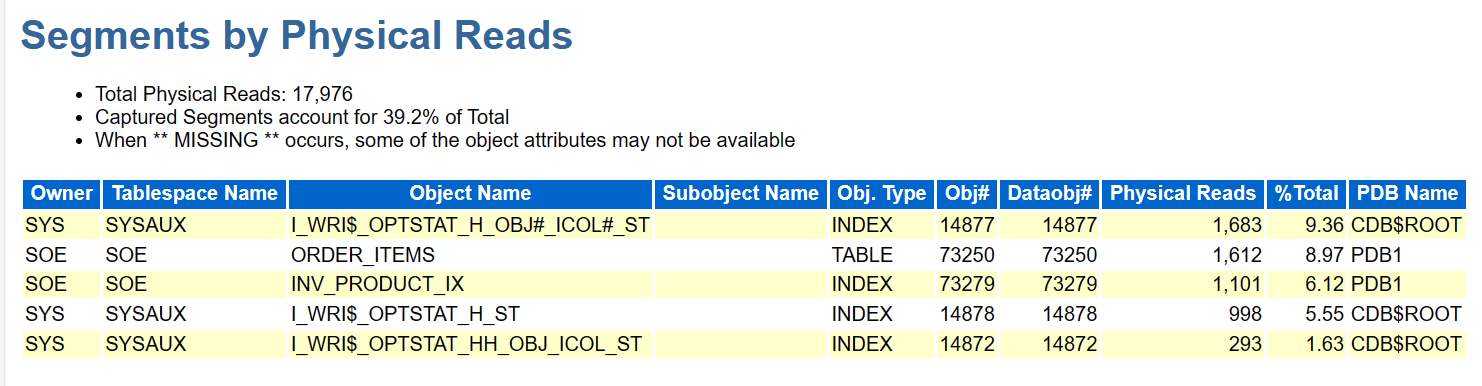 Segments by Physical Reads
Total Physical Reads: 17,976
Captured Segments account for 39.2% of Total
When ** MISSING ** occurs, some of the object attributes may not be available
Owner Tablespace Name Object Name Subobject Name Obj. Type Obj# Dataobj# Physical Reads %Total PDB Name
SYS SYSAUX I_WRI$_OPTSTAT_H_OBJ#_ICOL#_ST INDEX 14877 14877 1,683 9.36 CDB$ROOT
SOE SOE ORDER_ITEMS TABLE 73250 73250 1,612 8.97 PDB1
SOE SOE INV_PRODUCT_IX INDEX 73279 73279 1,101 6.12 PDB1
SYS SYSAUX I_WRI$_OPTSTAT_H_ST INDEX 14878 14878 998 5.55 CDB$ROOT
SYS SYSAUX I_WRI$_OPTSTAT_HH_OBJ_ICOL_ST INDEX 14872 14872 293 1.63 CDB$ROOT